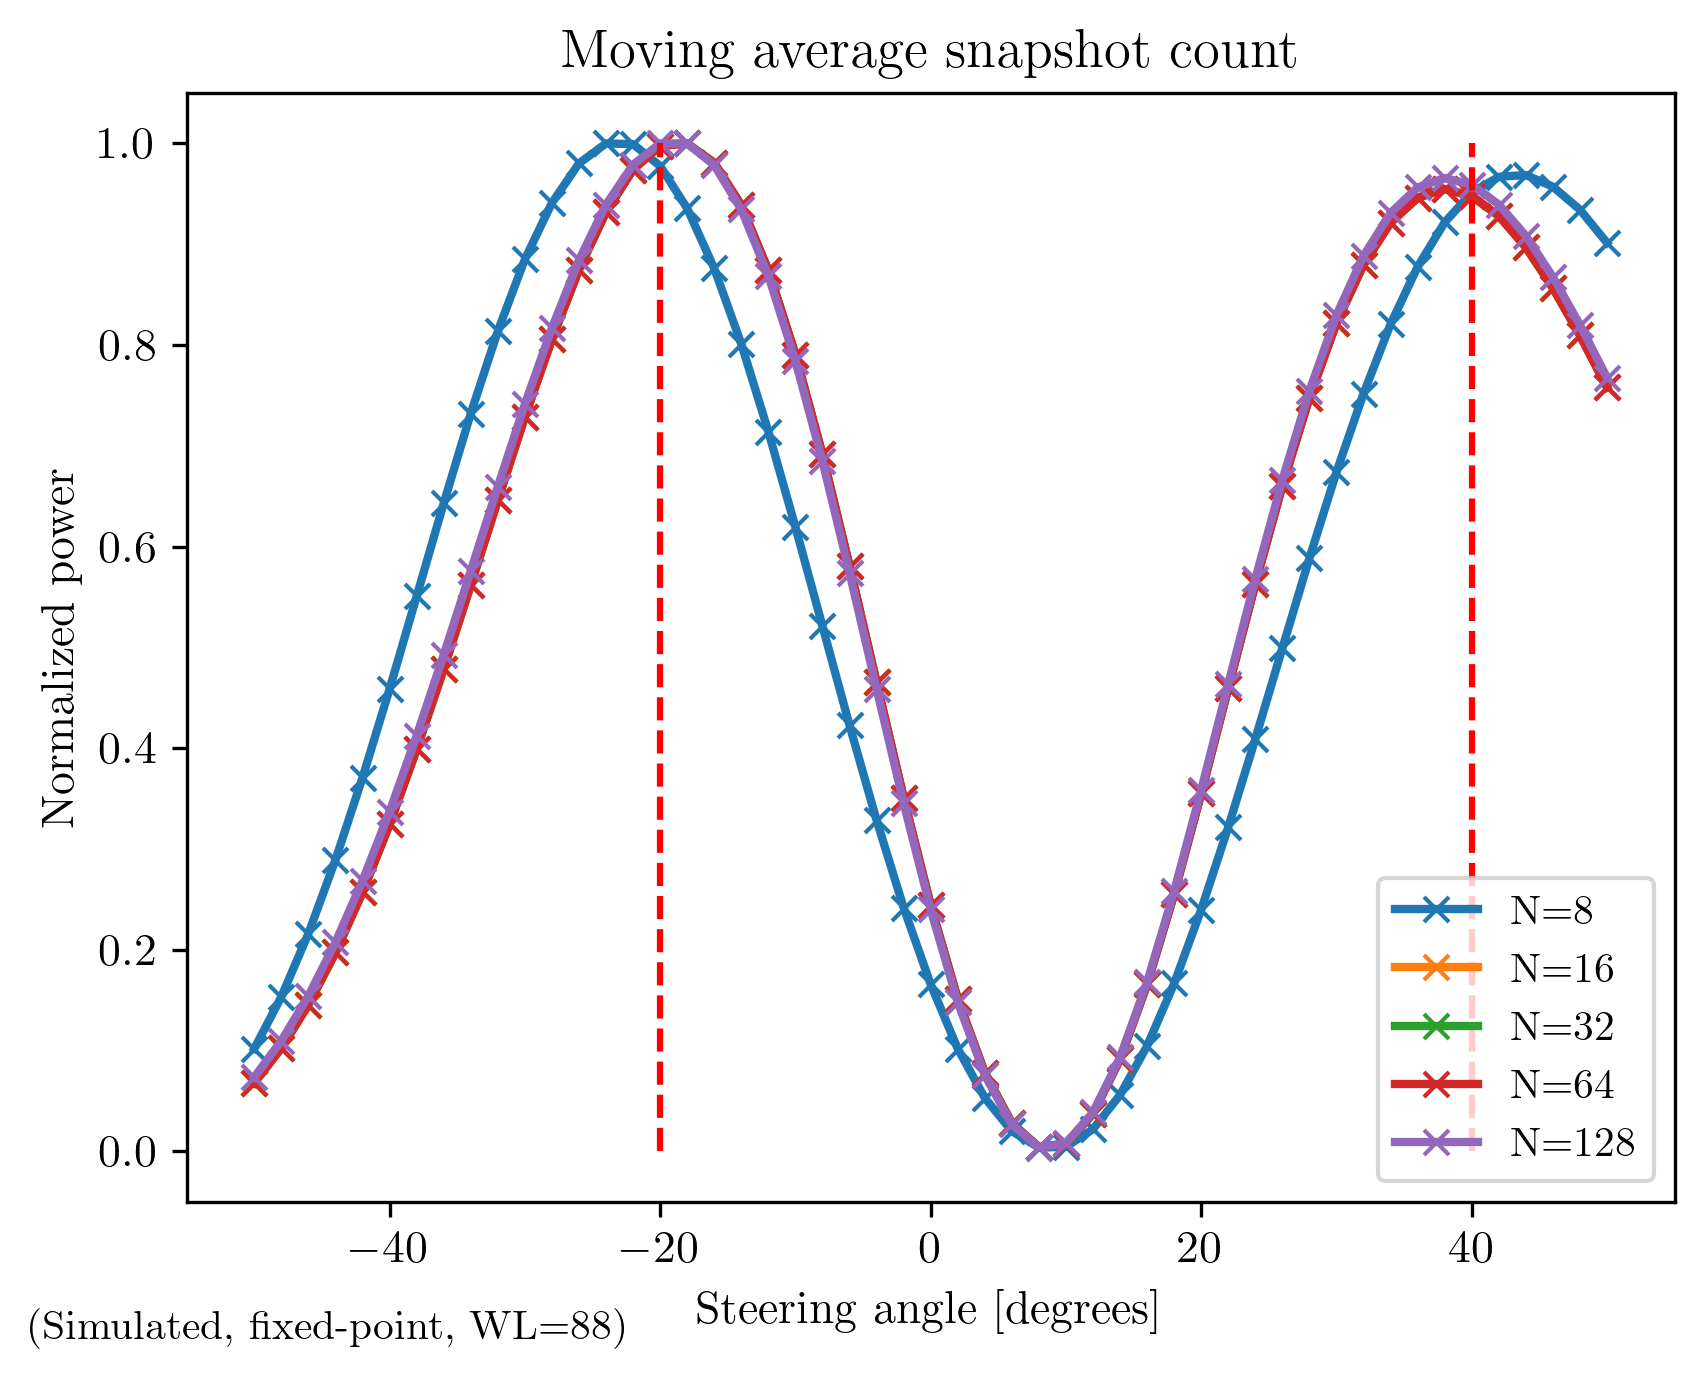 Moving average snapshot count
1.0
0.8
0.6
0.4
0.2
0.0
Normalized power
N=8
N=16
N=32
N=64
N=128
−40 −20 0 20 40
Steering angle [degrees]
(Simulated, fixed-point, WL=88)